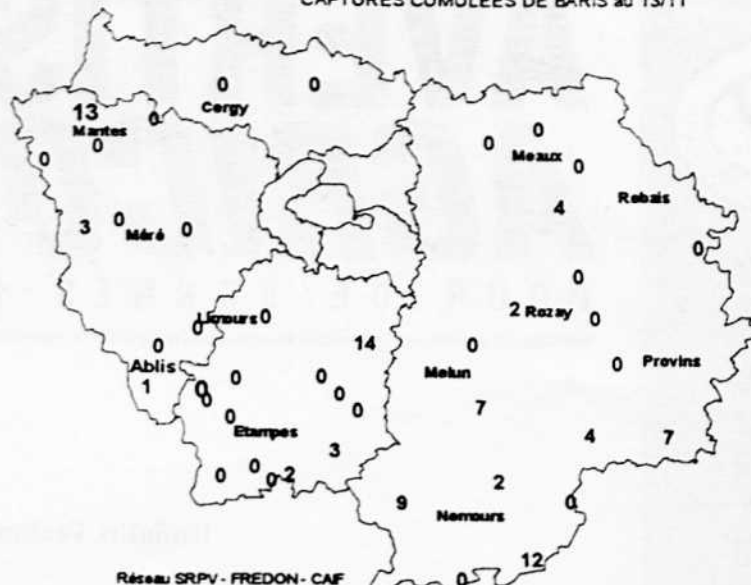 CAPTURES CUMULEES DE BARIS au 13/11
0 0
13 Cergy
0
Mantes 0 0
0 Meaux
0 0
Rebais
4
0
3 Méré 0
0
0
2 Rozay 0
Limours 0
0
14
0 0
Ablis Melun 0 Provins
1 0 0
0 0
0 0
7
0
Etampes 4 7
3
0 0 0 2 2
9 0
Nemours
12
Réseau SRPV - FREDON - CAIF 0